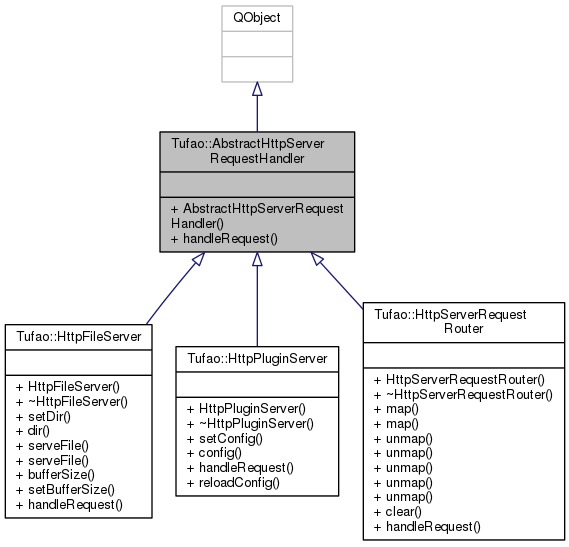 QObject
Tufao::AbstractHttpServer
RequestHandler
+ AbstractHttpServerRequest
Handler()
+ handleRequest()
Tufao::HttpFileServer
+ HttpFileServer()
+ ~HttpFileServer()
+ setDir()
+ dir()
+ serveFile()
+ serveFile()
+ bufferSize()
+ setBufferSize()
+ handleRequest()
Tufao::HttpPluginServer
+ HttpPluginServer()
+ ~HttpPluginServer()
+ setConfig()
+ config()
+ handleRequest()
+ reloadConfig()
Tufao::HttpServerRequest
Router
+ HttpServerRequestRouter()
+ ~HttpServerRequestRouter()
+ map()
+ map()
+ unmap()
+ unmap()
+ unmap()
+ unmap()
+ unmap()
+ clear()
+ handleRequest()